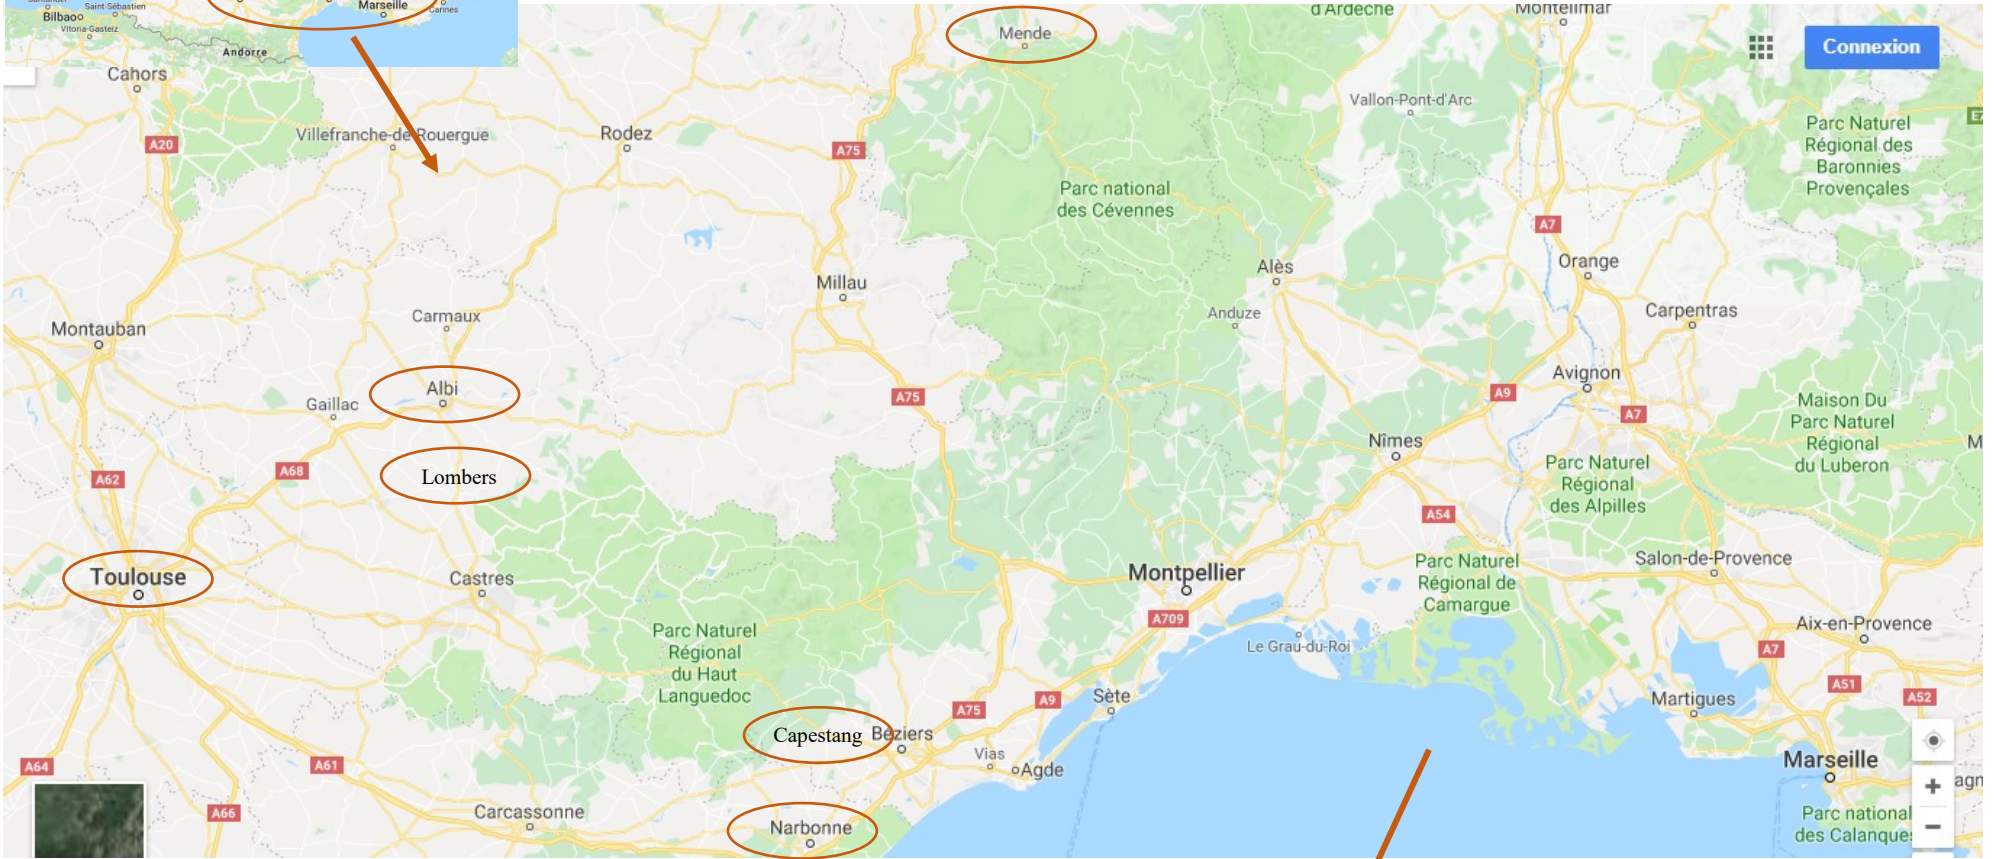 Saint-Sébastien
Marseille
Cannes
Bilbao
Vitoria-Gasteiz
Andorre
Mende
d'Ardèche
Montélimar
Connexion
Cahors
Vallon-Pont-d'Arc
A20
Villefranche-de-Rouergue
Rodez
A75
Parc Naturel
Régional des
Baronnies
Provençales
Parc national
des Cévennes
A7
Millau
Alès
Orange
Anduze
Carpentras
Montauban
Carmaux
Albi
Gaillac
A75
Avignon
A9
A7
Maison Du
Parc Naturel
Régional
du Luberon
Nîmes
A62
A68
Lombers
Parc Naturel
Régional
des Alpilles
A54
Toulouse
Castres
Montpellier
Parc Naturel
Régional de
Camargue
Salon-de-Provence
A709
Parc Naturel
Régional
du Haut
Languedoc
Le Grau-du-Roi
Aix-en-Provence
A7
A51
A52
A75
A9
Sète
Martigues
Capestang
Béziers
Vias
Agde
Marseille
A64
A61
A66
Carcassonne
Narbonne
Parc national
des Calanques